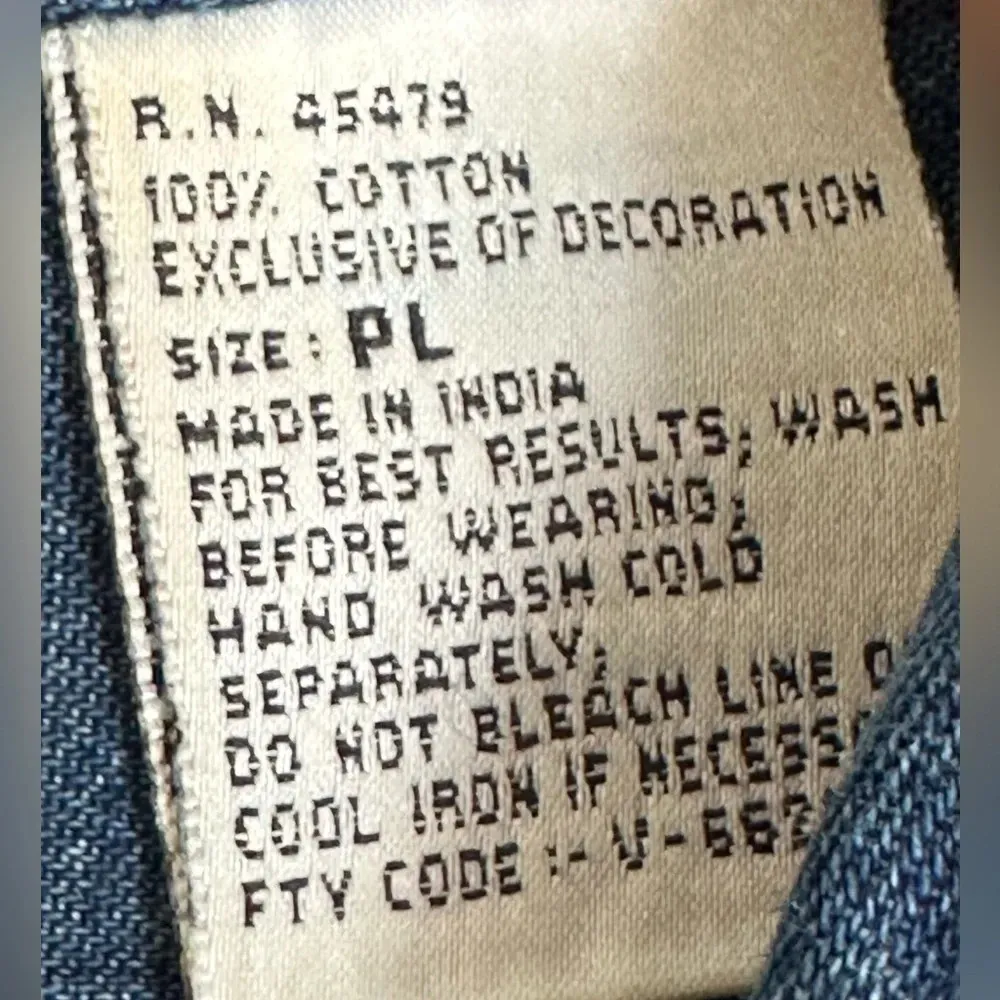 R.N. 45479
100% COTTON
EXCLUSIVE OF DECORATION
SIZE: PL
MADE IN INDIA
FOR BEST RESULTS, WASH
BEFORE WEARING;
HAND WASH COLD
SEPARATELY;
DO NOT BLEACH LINE
COOL IRON IF
FTY CODE :-